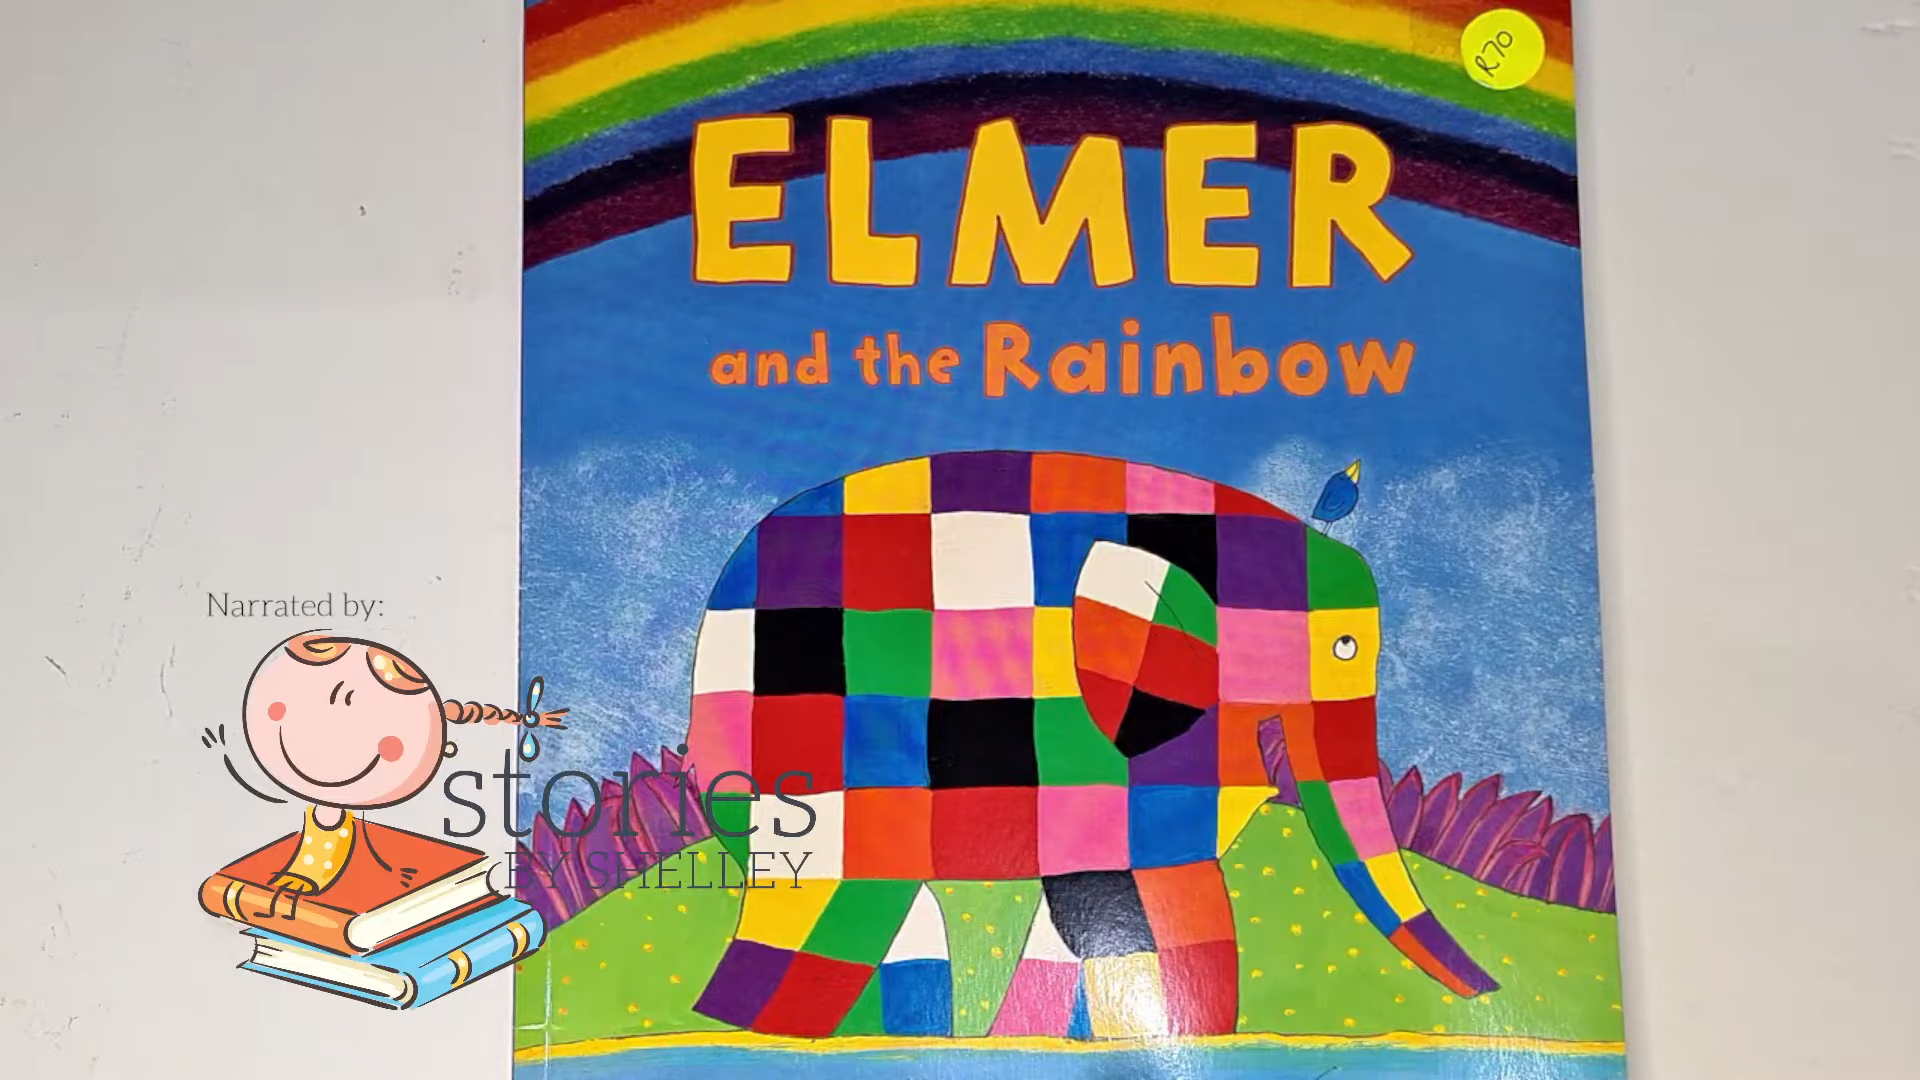 R70
ELMER
and the Rainbow
Narrated by:
stories
BY SHELLEY